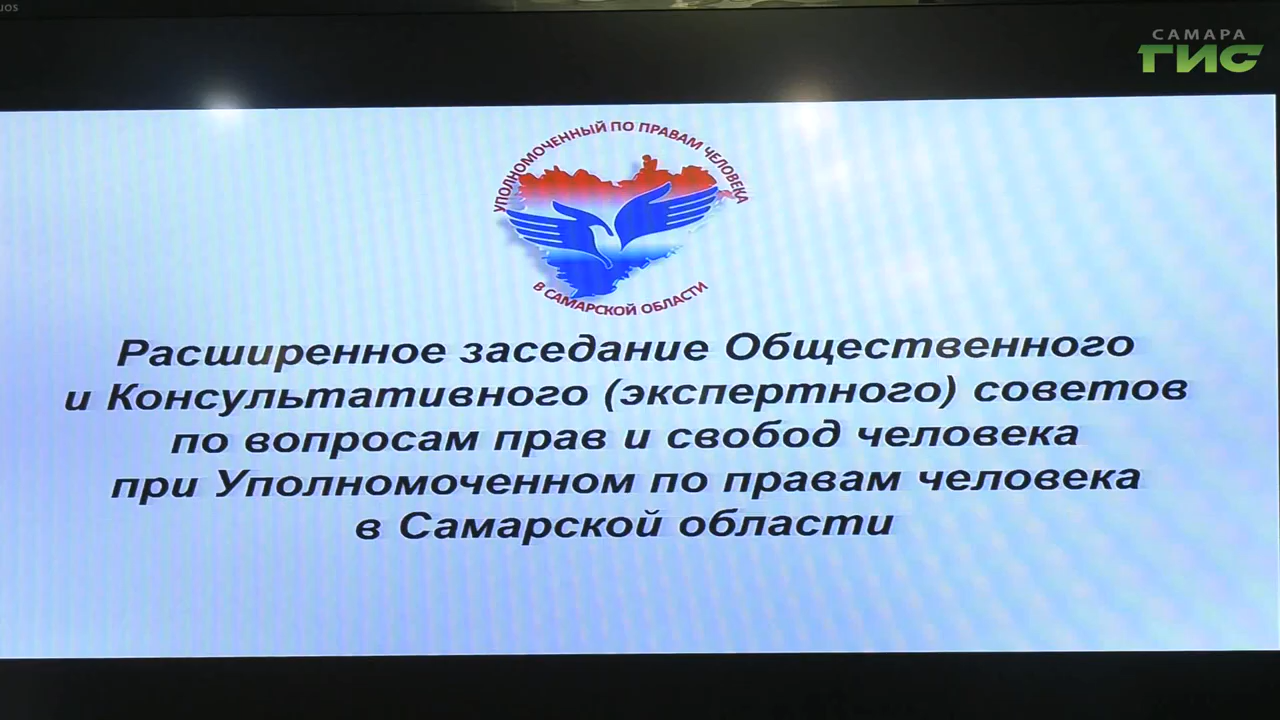 САМАРА
ГИС
УПОЛНОМОЧЕННЫЙ ПО ПРАВАМ ЧЕЛОВЕКА
В САМАРСКОЙ ОБЛАСТИ
Расширенное заседание Общественного
и Консультативного (экспертного) советов
по вопросам прав и свобод человека
при Уполномоченном по правам человека
в Самарской области